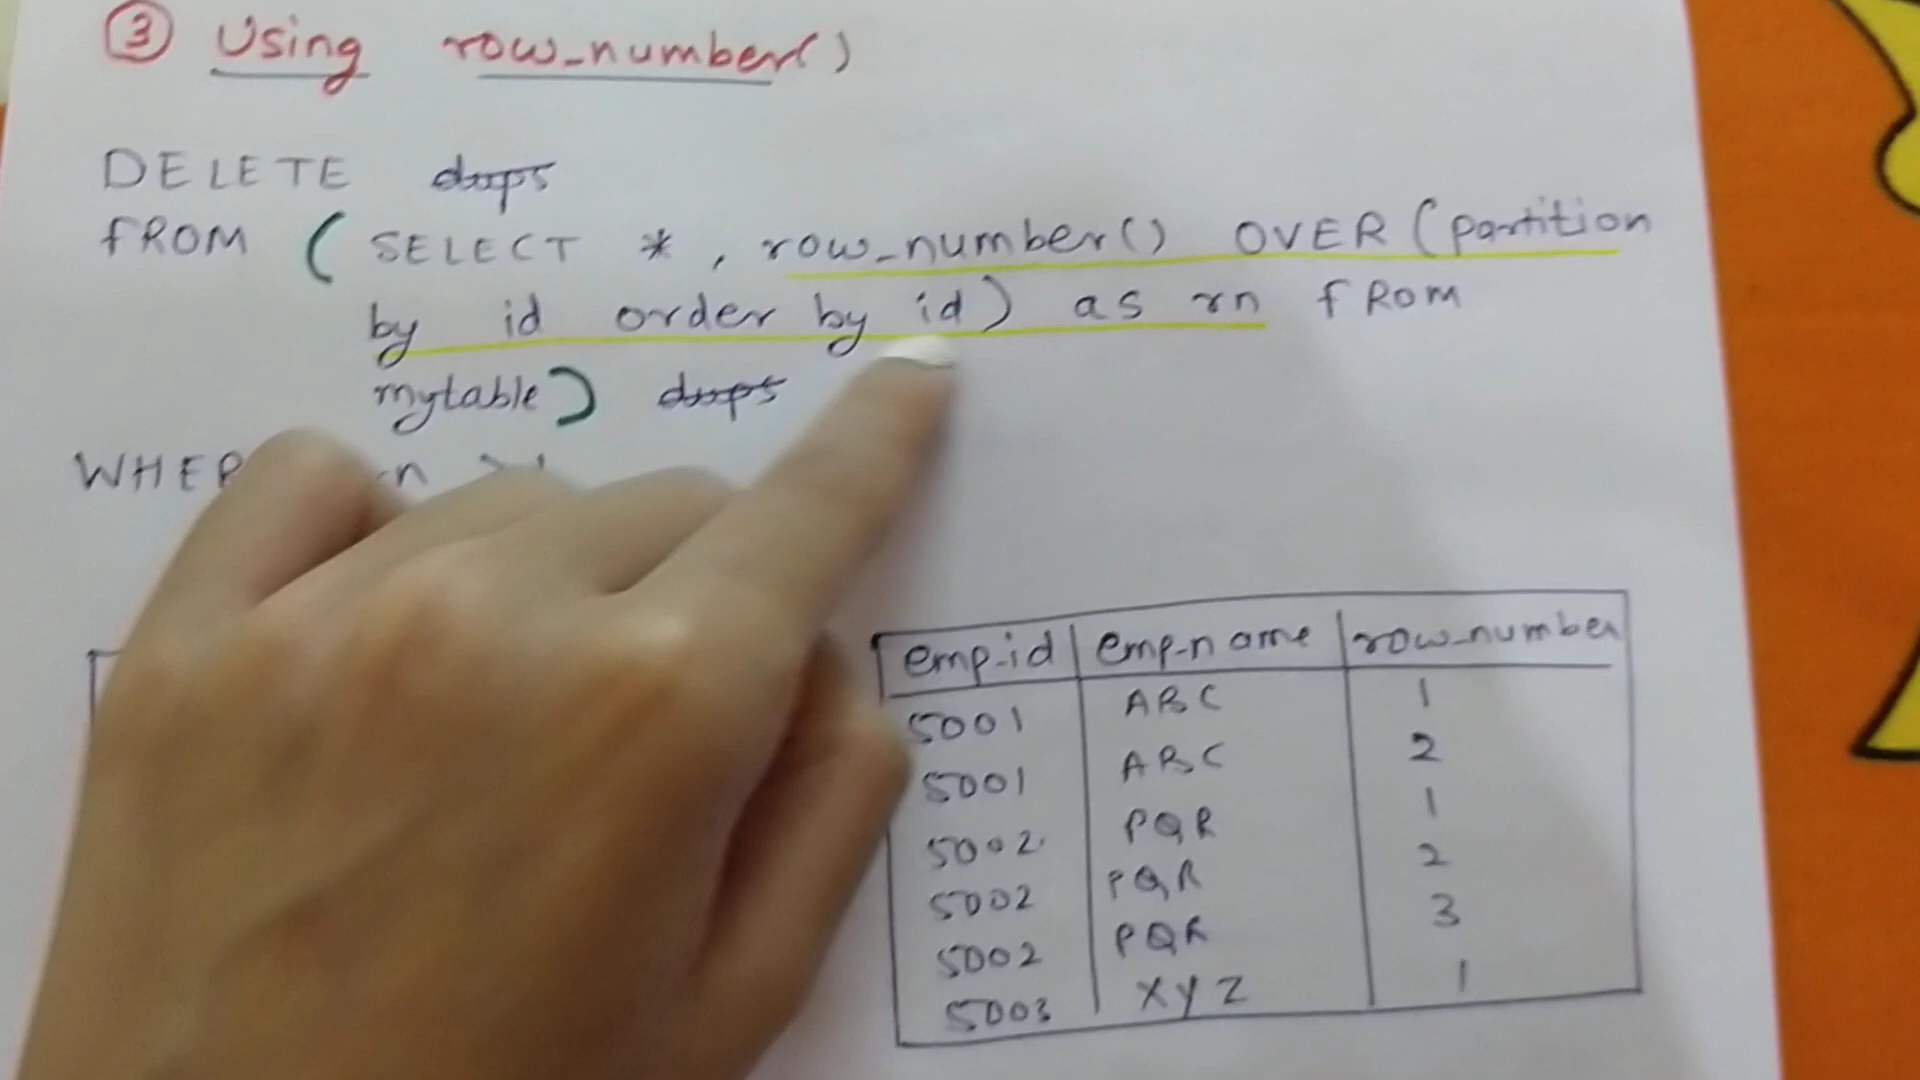 3 Using row_number()
DELETE dups
FROM ( SELECT * , row_number() OVER (partition
by id order by id) as rn FROM
mytable) dups
emp-id emp-name row_number
5001 ABC 1
5001 ABC 2
5002 PQR 1
5002 PQR 2
5002 PQR 3
5003 XYZ 1